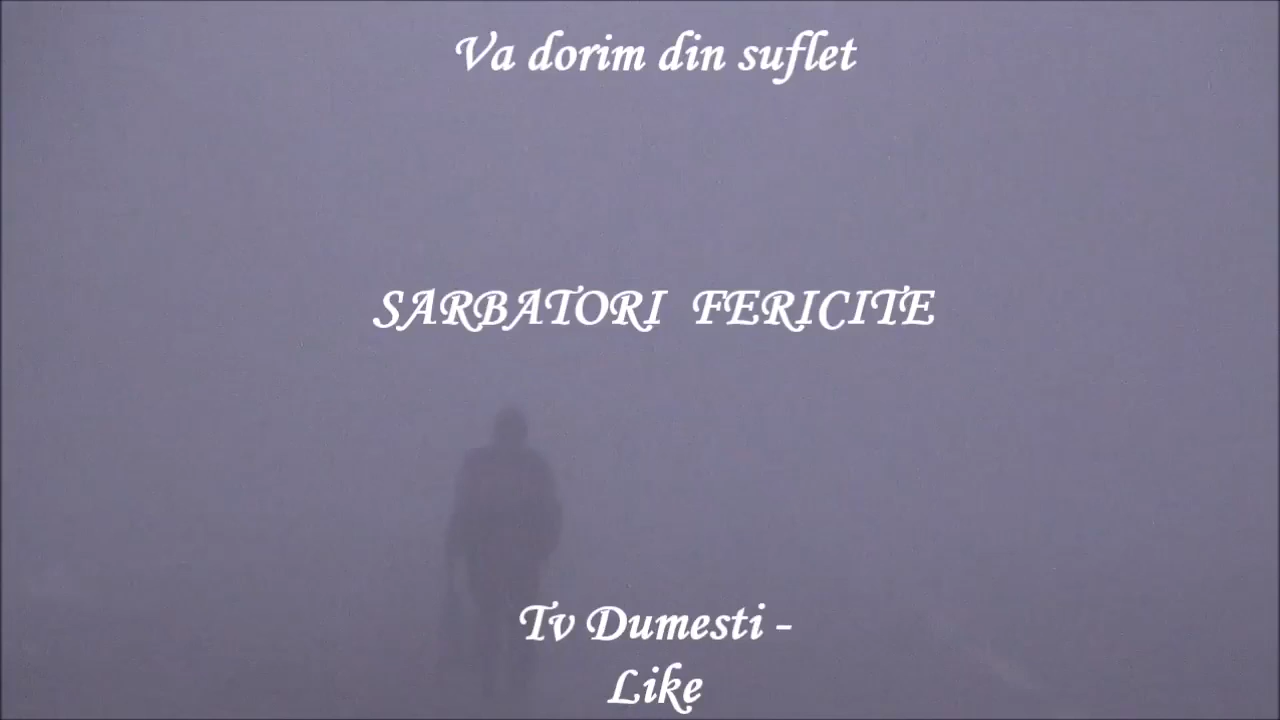 Va dorim din suflet
SARBATORI FERICITE
Tv Dumesti -
Like